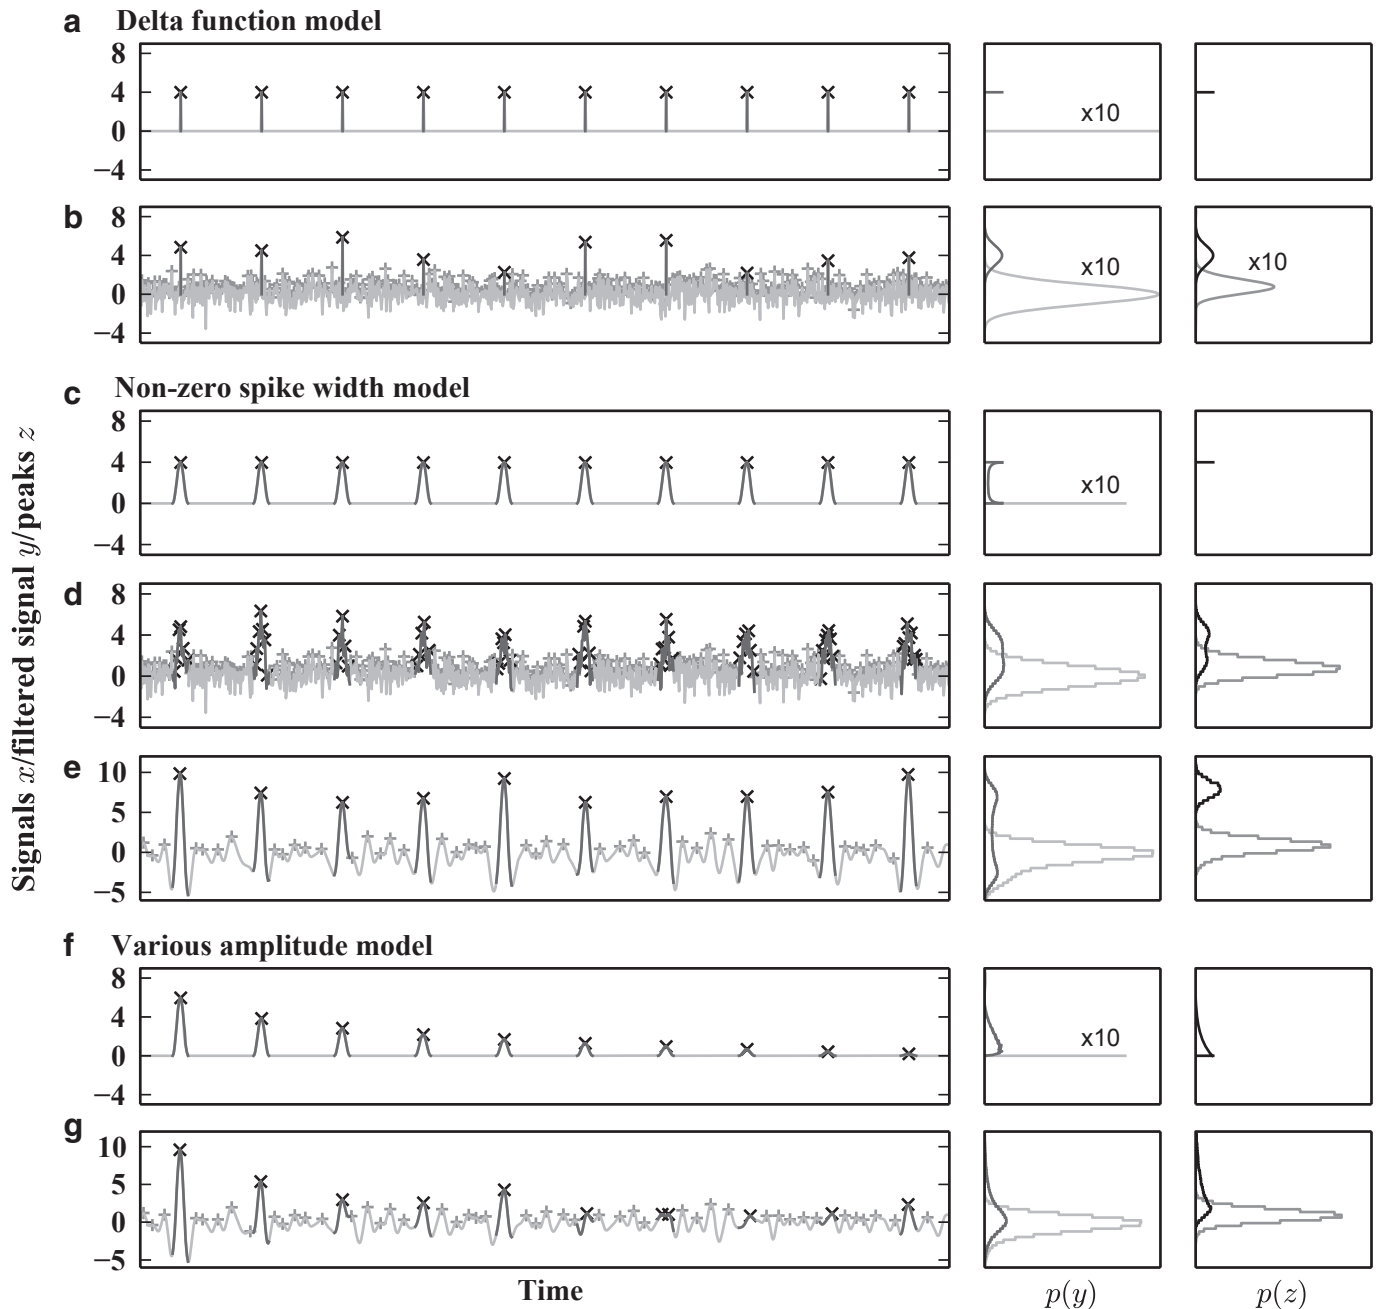 a Delta function model
8
4
0
−4
x10
b
8
4
0
−4
x10
x10
c Non-zero spike width model
8
4
0
−4
x10
d
8
4
0
−4
e
10
5
0
−5
f Various amplitude model
8
4
0
−4
x10
g
10
5
0
−5
Signals x/filtered signal y/peaks z
Time
p(y)
p(z)